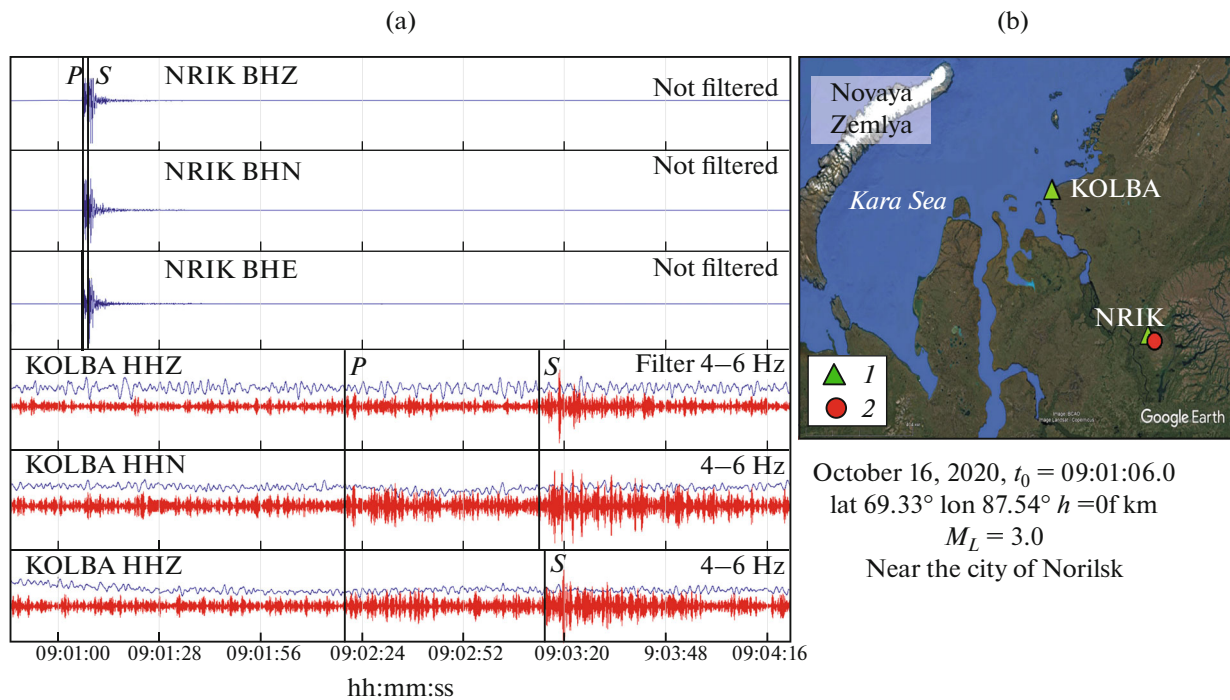 (a)
P S NRIK BHZ
Not filtered
NRIK BHN
Not filtered
NRIK BHE
Not filtered
KOLBA HHZ P S Filter 4–6 Hz
KOLBA HHN 4–6 Hz
KOLBA HHZ S 4–6 Hz
09:01:00 09:01:28 09:01:56 09:02:24 09:02:52 09:03:20 9:03:48 09:04:16
hh:mm:ss
(b)
Novaya
Zemlya
Kara Sea
KOLBA
NRIK
1
2
Google Earth
October 16, 2020, t0 = 09:01:06.0
lat 69.33° lon 87.54° h =0f km
ML = 3.0
Near the city of Norilsk